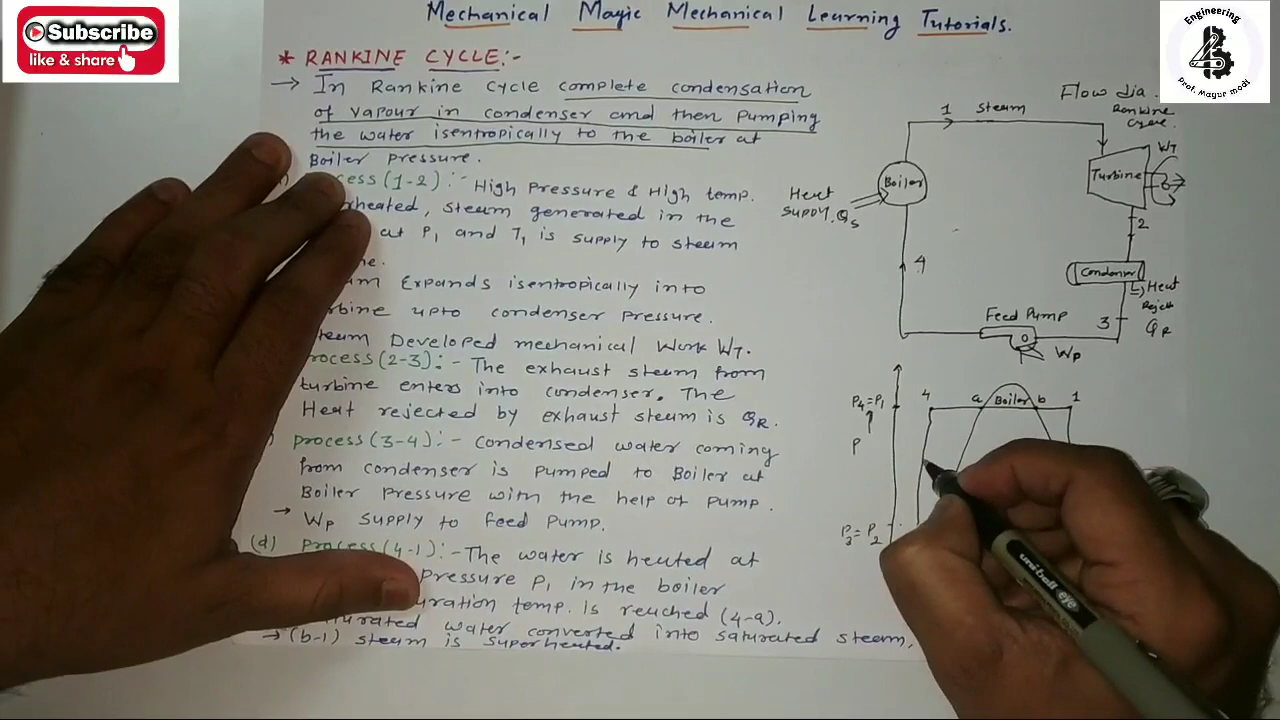 Subscribe
like & share
Mechanical Magic Mechanical Learning Tutorials.
Engineering
Prof. Mayur modi
* RANKINE CYCLE:-
→ In Rankine cycle complete condensation
of vapour in condenser and then pumping
the water isentropically to the boiler at
Boiler pressure.
(1-2):- High Pressure & High temp.
steam generated in the
at P1 and T1 is supply to steam
Expands isentropically into
upto condenser pressure.
Steam Developed mechanical Work WT.
Process (2-3):- The exhaust steam from
turbine enters into condenser. The
Heat rejected by exhaust steam is QR.
process (3-4):- Condensed water coming
from condenser is pumped to Boiler at
Boiler Pressure with the help of pump.
→ WP supply to feed pump.
(d) process (4-1):- The water is heated at
Pressure P1 in the boiler
temp. is reached (4-a).
water converted into saturated steam,
→ (b-1) steam is superheated.
Flow dia.
Rankine
cycle.
1 steam
WT
Boiler
Turbine
Heat
supply. QS
2
4
Condenser
Heat
Reject
QR
Feed Pump
3
WP
P4=P1
4 a Boiler b 1
P
P3=P2
uniball eye